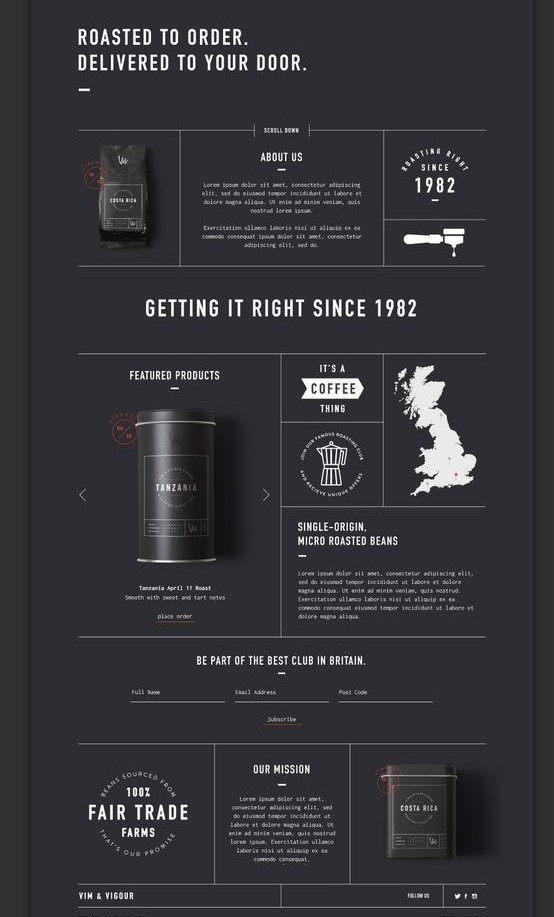 ROASTED TO ORDER.
DELIVERED TO YOUR DOOR.
SCROLL DOWN
COSTA RICA
ABOUT US
Lorem ipsum dolor sit amet, consectetur adipiscing
elit, sed do eiusmod tempor incididunt ut labore et
dolore magna aliqua. Ut enim ad minim veniam, quis
nostrud lorem ipsum.
Exercitation ullamco laboris nisi ut aliquip ex ea
commodo consequat ipsum dolor sit amet, consectetur
adipiscing elit, sed do.
ROASTING RIGHT
SINCE
1982
GETTING IT RIGHT SINCE 1982
FEATURED PRODUCTS
TANZANIA
Tanzania April 17 Roast
Smooth with sweet and tart notes
place order
IT'S A
COFFEE
THING
JOIN OUR FAMOUS ROASTING CLUB
AND RECIEVE UNIQUE OFFERS
SINGLE-ORIGIN,
MICRO ROASTED BEANS
Lorem ipsum dolor sit amet, consectetur adipiscing elit,
sed do eiusmod tempor incididunt ut labore et dolore
magna aliqua. Ut enim ad minim veniam, quis nostrud.
Exercitation ullamco laboris nisi ut aliquip ex ea
commodo consequat eiusmod tempor incididunt ut labore et
dolore magna aliqua. Ut enim ad minim veniam, quis.
BE PART OF THE BEST CLUB IN BRITAIN.
Full Name
Email Address
Post Code
Subscribe
BEANS SOURCED FROM
100%
FAIR TRADE
FARMS
THAT'S OUR PROMISE
OUR MISSION
Lorem ipsum dolor sit amet,
consectetur adipiscing elit, sed
do eiusmod tempor incididunt ut
labore et dolore magna aliqua. Ut
enim ad minim veniam, quis nostrud
lorem ipsum. Exercitation ullamco
laboris nisi ut aliquip ex ea
commodo consequat.
COSTA RICA
VIM & VIGOUR
FOLLOW US